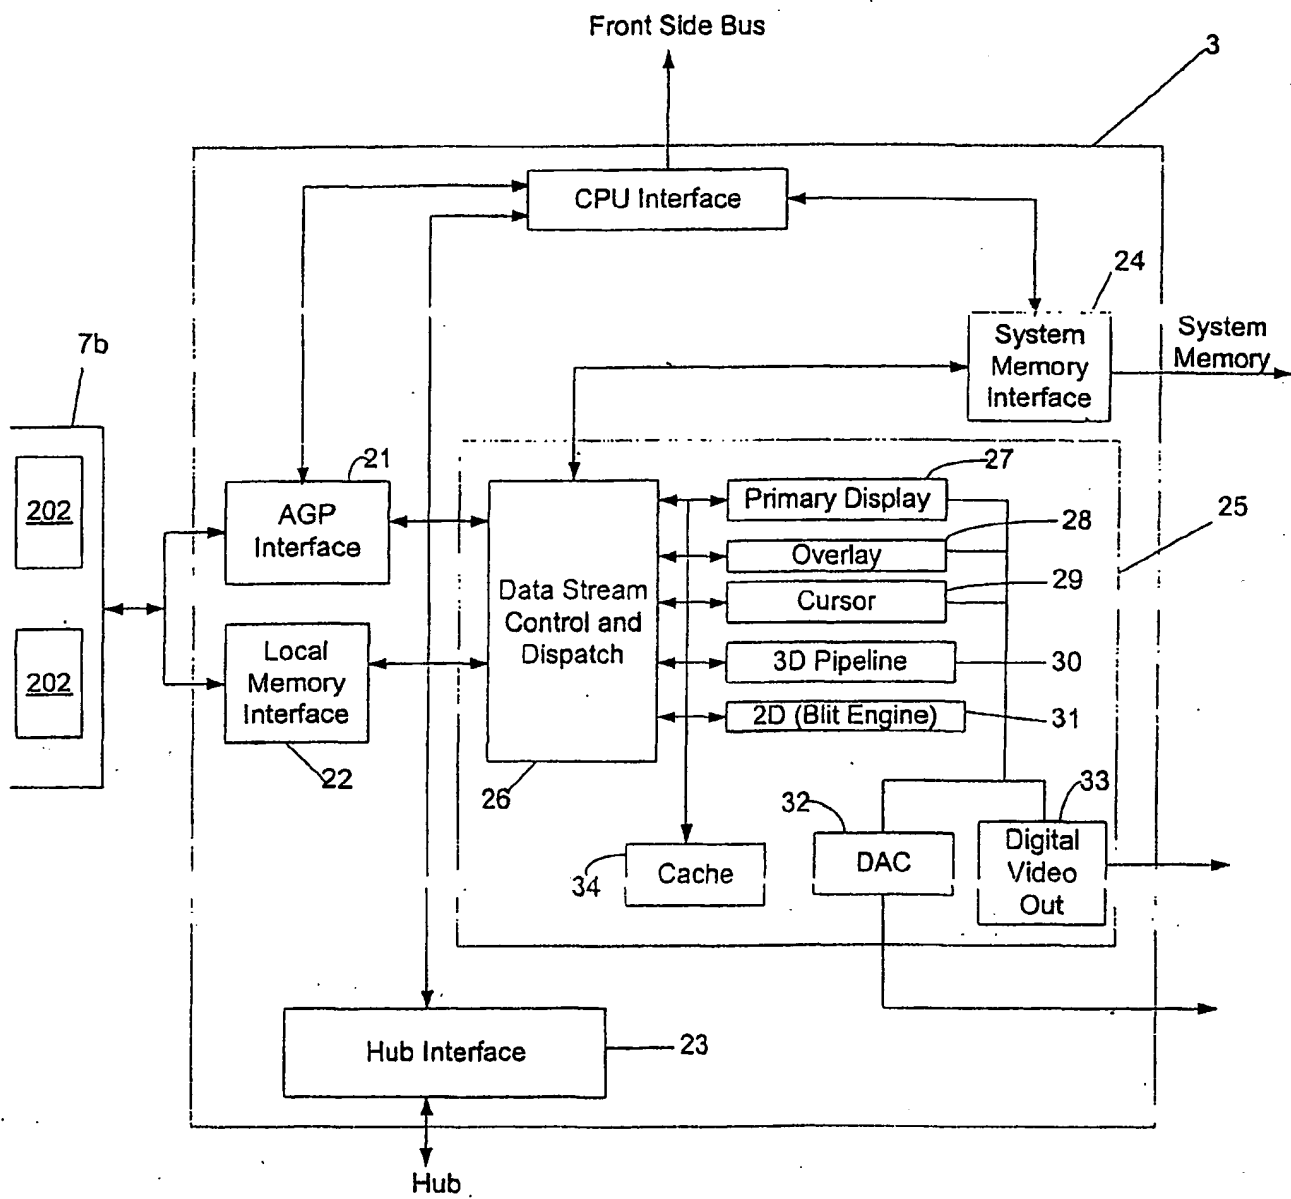 Front Side Bus
3
CPU Interface
24
System
Memory
Interface
System
Memory
7b
202
202
21
AGP
Interface
Local
Memory
Interface
22
Data Stream
Control and
Dispatch
26
27
Primary Display
28
Overlay
29
Cursor
25
3D Pipeline
30
2D (Blit Engine)
31
32
DAC
33
Digital
Video
Out
34
Cache
Hub Interface
23
Hub